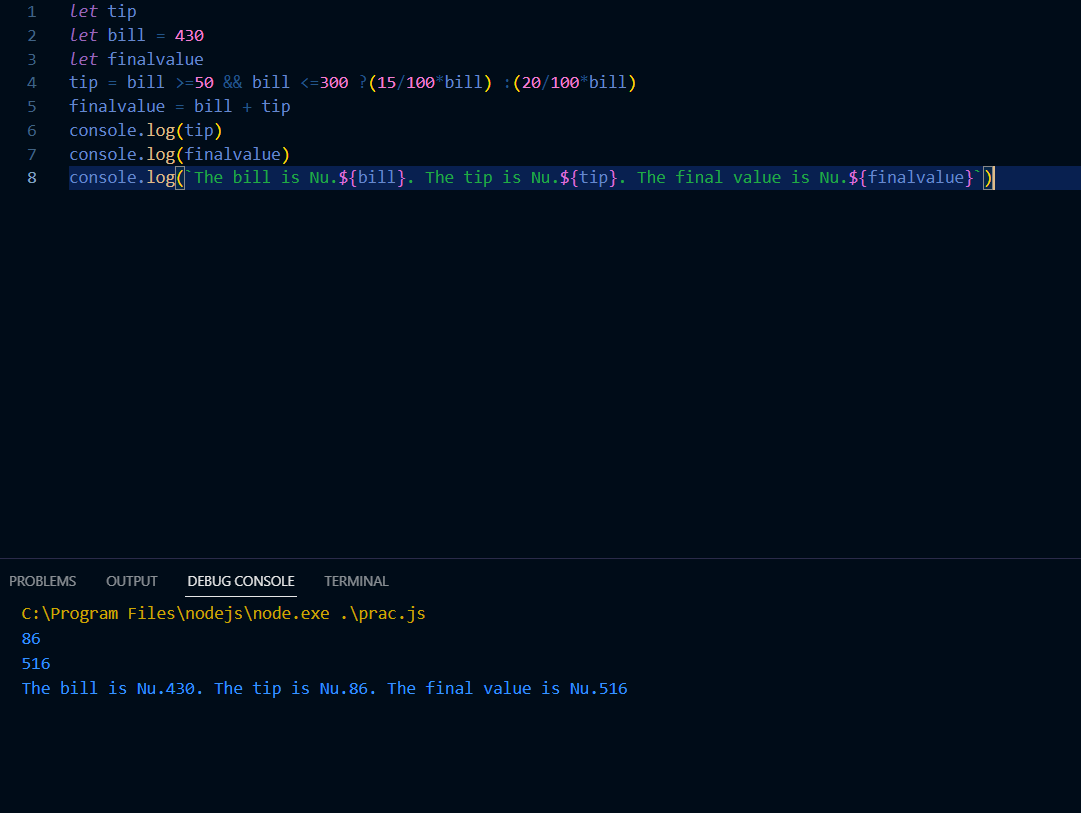 1 let tip
2 let bill = 430
3 let finalvalue
4 tip = bill >=50 && bill <=300 ?(15/100*bill) :(20/100*bill)
5 finalvalue = bill + tip
6 console.log(tip)
7 console.log(finalvalue)
8 console.log(`The bill is Nu.${bill}. The tip is Nu.${tip}. The final value is Nu.${finalvalue}`)
PROBLEMS OUTPUT DEBUG CONSOLE TERMINAL
C:\Program Files\nodejs\node.exe .\prac.js
86
516
The bill is Nu.430. The tip is Nu.86. The final value is Nu.516